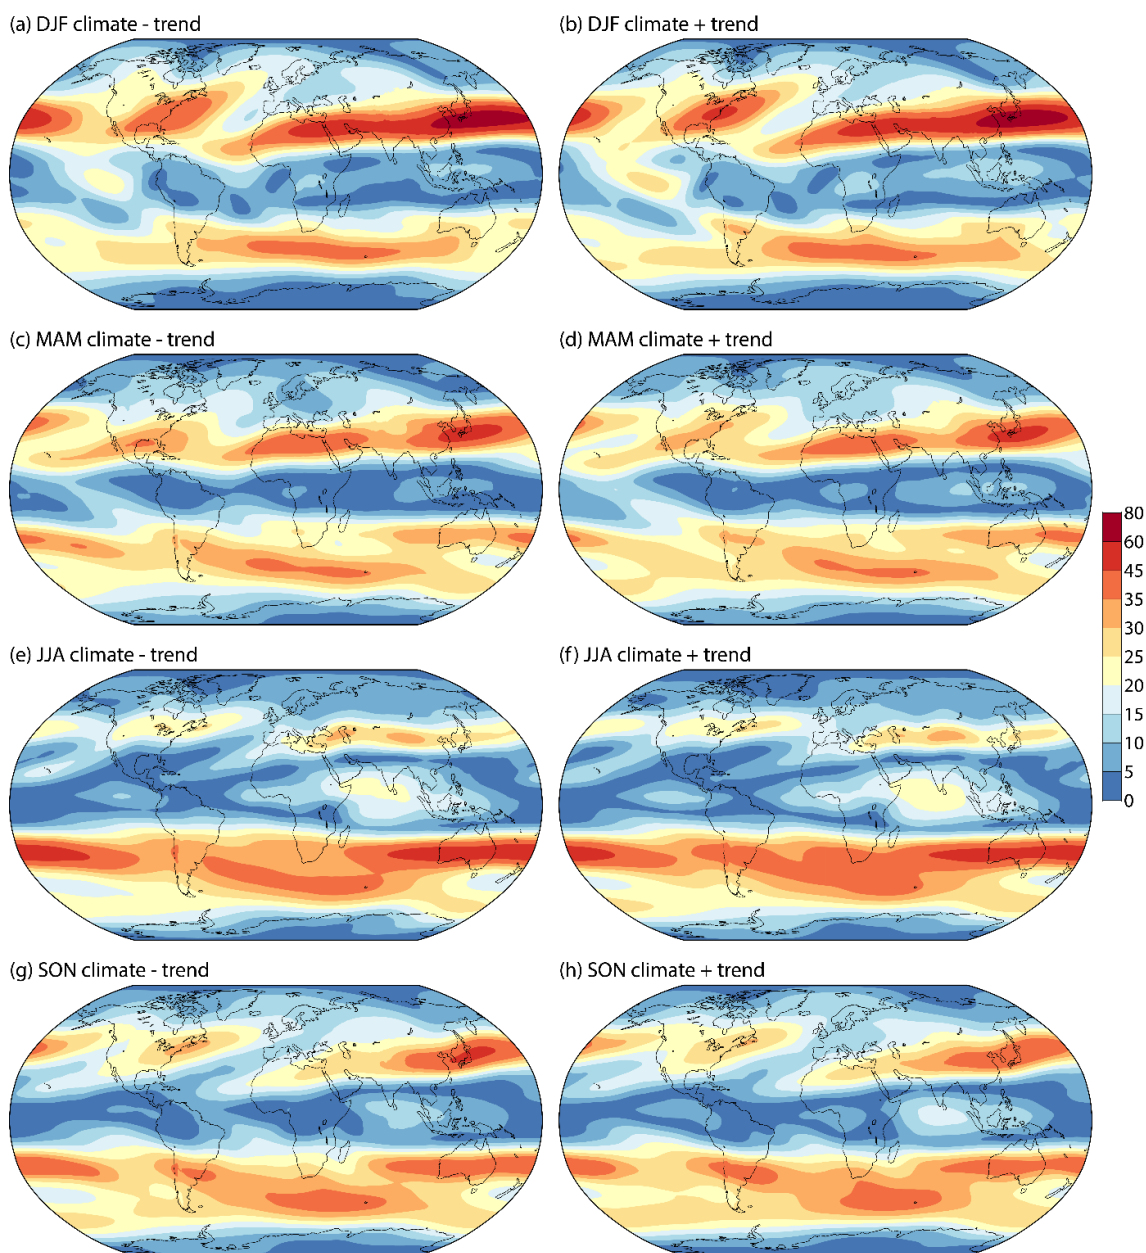 (a) DJF climate - trend
(b) DJF climate + trend
(c) MAM climate - trend
(d) MAM climate + trend
(e) JJA climate - trend
(f) JJA climate + trend
(g) SON climate - trend
(h) SON climate + trend
80
60
45
35
30
25
20
15
10
5
0